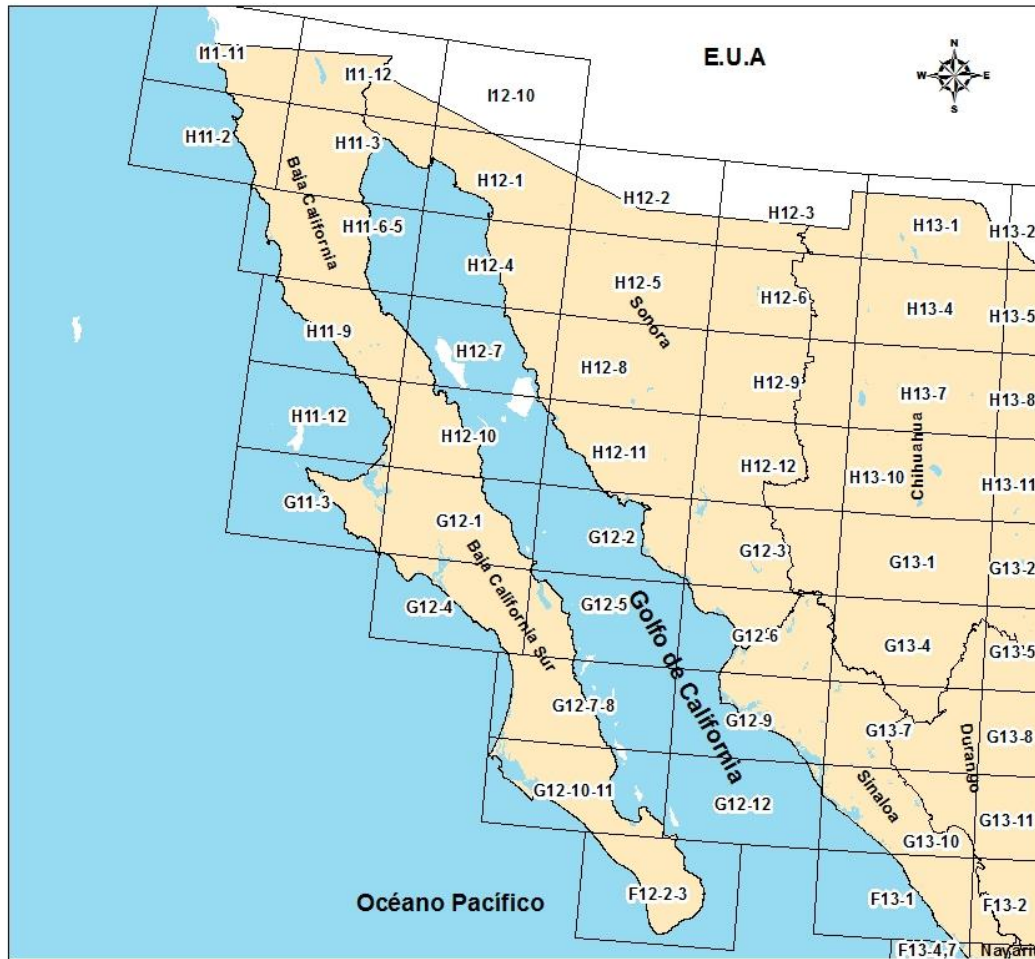 E.U.A
N
W E
S
I11-11
I11-12
I12-10
H11-2
H11-3
H12-1
H12-2
H12-3
H13-1
H13-2
Baja California
H11-6-5
H12-4
H12-5
H12-6
H13-4
H13-5
Sonora
H11-9
H12-7
H12-8
H12-9
H13-7
H13-8
H11-12
H12-10
H12-11
H12-12
H13-10
Chihuahua
H13-11
G11-3
G12-1
G12-2
G12-3
G13-1
G13-2
Baja California Sur
G12-4
G12-5
Golfo de California
G12-6
G13-4
G13-5
G12-7-8
G12-9
G13-7
Durango
G13-8
G12-10-11
G12-12
Sinaloa
G13-10
G13-11
Océano Pacífico
F12-2-3
F13-1
F13-2
F13-4,7
Nayari